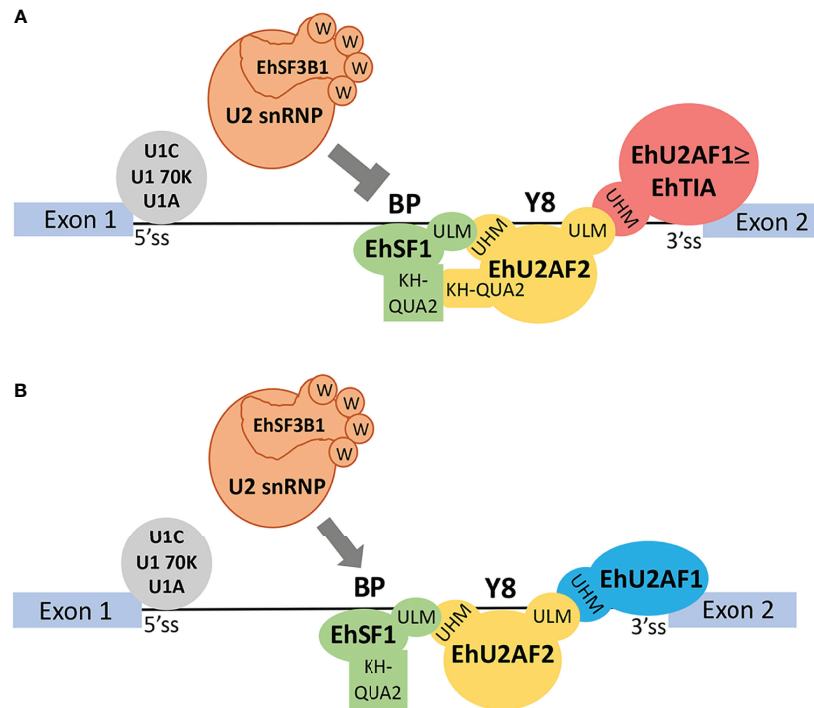 A
W
W
W
W
EhSF3B1
U2 snRNP
U1C
U1 70K
U1A
EhU2AF1≥
EhTIA
BP
Y8
UHM
Exon 1
5'ss
ULM
UHM
ULM
3'ss
Exon 2
EhSF1
EhU2AF2
KH-
QUA2
KH-QUA2
B
W
W
W
W
EhSF3B1
U2 snRNP
U1C
U1 70K
U1A
BP
Y8
UHM
EhU2AF1
Exon 1
5'ss
ULM
UHM
ULM
3'ss
Exon 2
EhSF1
EhU2AF2
KH-
QUA2